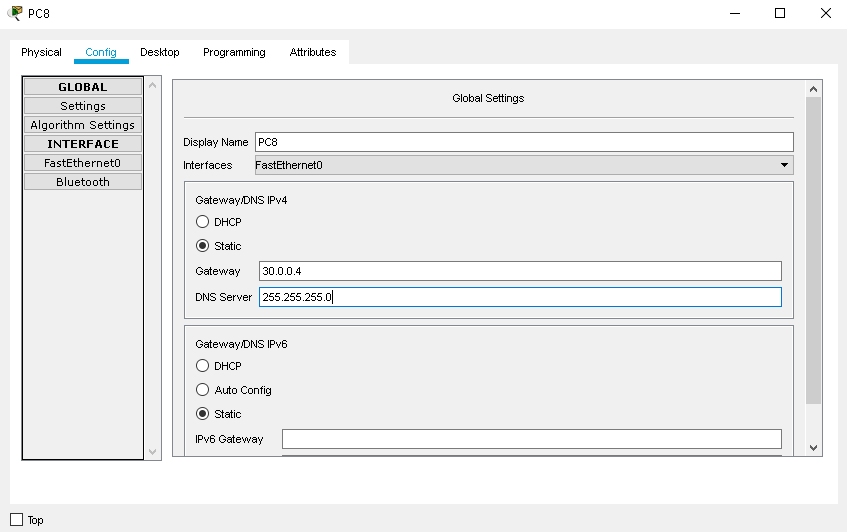 PC8
Physical Config Desktop Programming Attributes
GLOBAL
Settings
Algorithm Settings
INTERFACE
FastEthernet0
Bluetooth
Global Settings
Display Name PC8
Interfaces FastEthernet0
Gateway/DNS IPv4
DHCP
Static
Gateway 30.0.0.4
DNS Server 255.255.255.0
Gateway/DNS IPv6
DHCP
Auto Config
Static
IPv6 Gateway
Top